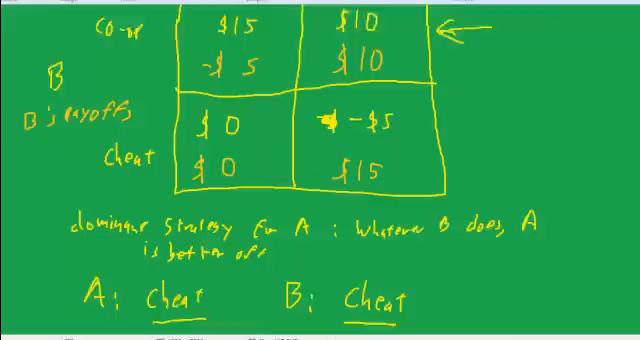 co-op $15 $10
-$ 5 $10
B
B's payoffs $ 0 -$5
Cheat $ 0 $15
dominant strategy for A : Whatever B does, A
is better off
A: Cheat B: Cheat